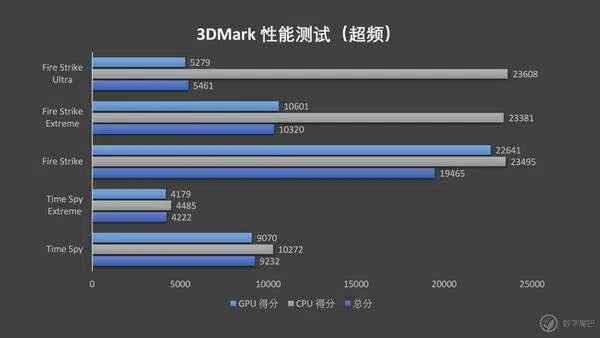 3DMark 性能测试（超频）
Fire Strike
Ultra
5279
23608
5461
Fire Strike
Extreme
10601
23381
10320
Fire Strike
22641
23495
19465
Time Spy
Extreme
4179
4485
4222
Time Spy
9070
10272
9232
0 5000 10000 15000 20000 25000
GPU 得分 CPU 得分 总分
数字尾巴